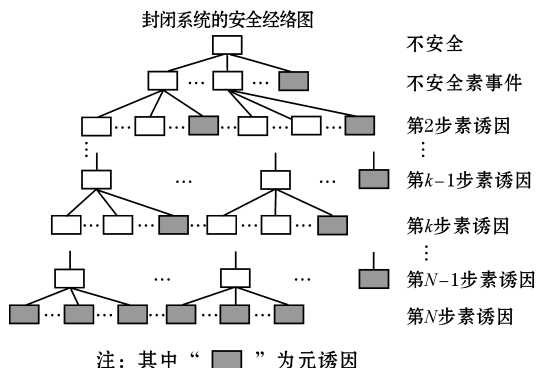 封闭系统的安全经络图
不安全
不安全素事件
第2步素诱因
第k-1步素诱因
第k步素诱因
第N-1步素诱因
第N步素诱因
注：其中“ ”为元诱因